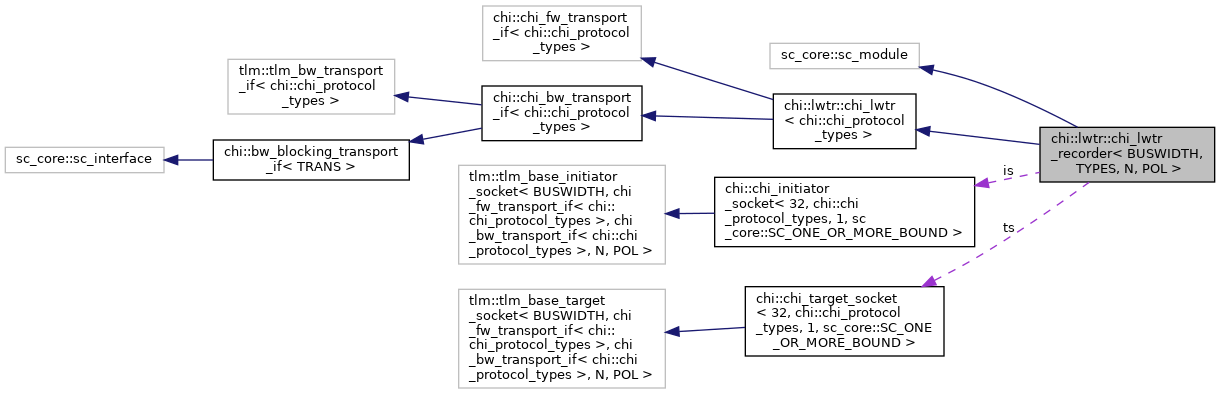 chi::chi_fw_transport
_if< chi::chi_protocol
_types >
sc_core::sc_module
tlm::tlm_bw_transport
_if< chi::chi_protocol
_types >
chi::chi_bw_transport
_if< chi::chi_protocol
_types >
chi::lwtr::chi_lwtr
< chi::chi_protocol
_types >
chi::lwtr::chi_lwtr
_recorder< BUSWIDTH,
TYPES, N, POL >
sc_core::sc_interface
chi::bw_blocking_transport
_if< TRANS >
tlm::tlm_base_initiator
_socket< BUSWIDTH, chi
_fw_transport_if< chi::
chi_protocol_types >, chi
_bw_transport_if< chi::chi
_protocol_types >, N, POL >
chi::chi_initiator
_socket< 32, chi::chi
_protocol_types, 1, sc
_core::SC_ONE_OR_MORE_BOUND >
is
ts
tlm::tlm_base_target
_socket< BUSWIDTH, chi
_fw_transport_if< chi::
chi_protocol_types >, chi
_bw_transport_if< chi::chi
_protocol_types >, N, POL >
chi::chi_target_socket
< 32, chi::chi_protocol
_types, 1, sc_core::SC_ONE
_OR_MORE_BOUND >